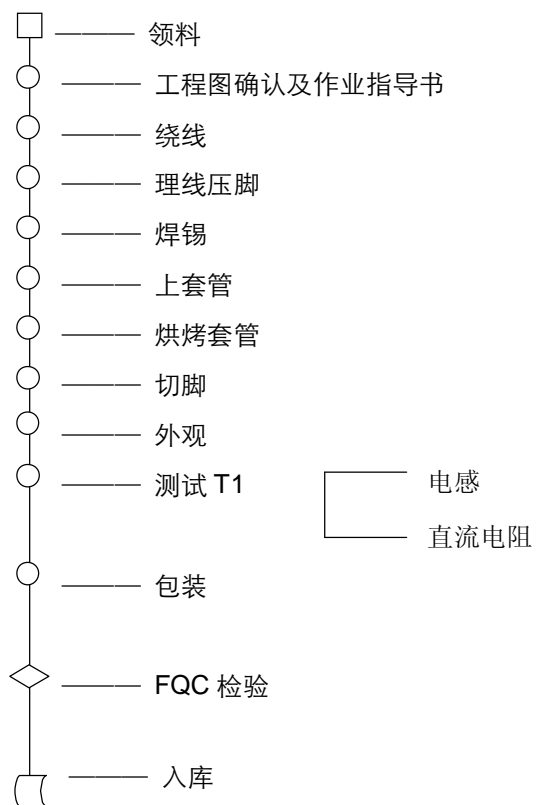 领料
工程图确认及作业指导书
绕线
理线压脚
焊锡
上套管
烘烤套管
切脚
外观
测试 T1
电感
直流电阻
包装
FQC 检验
入库